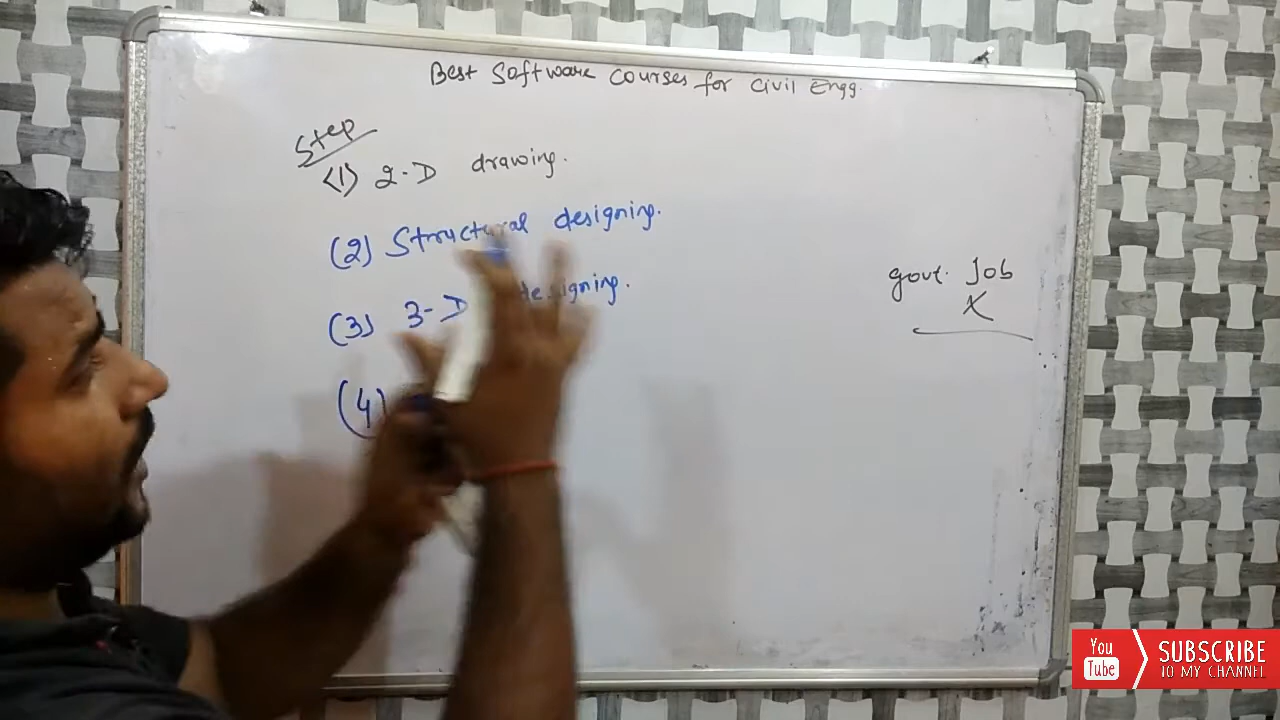 Best Software Courses for Civil Engg.
Step
(1) 2-D drawing.
(2) Structural designing.
(3) 3-D designing.
(4)
govt. Job
X
You
Tube
SUBSCRIBE
TO MY CHANNEL